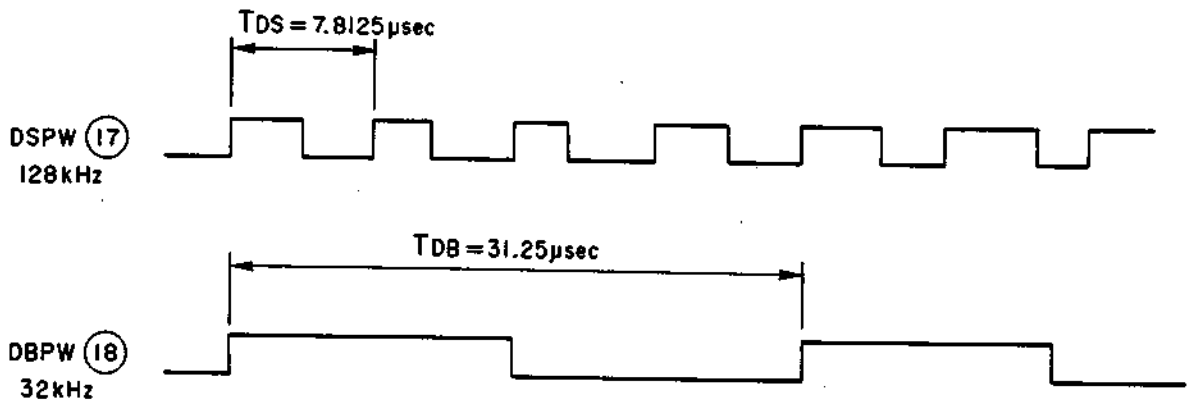 TDS=7.8125μsec
DSPW 17
128kHz
TDB=31.25μsec
DBPW 18
32kHz